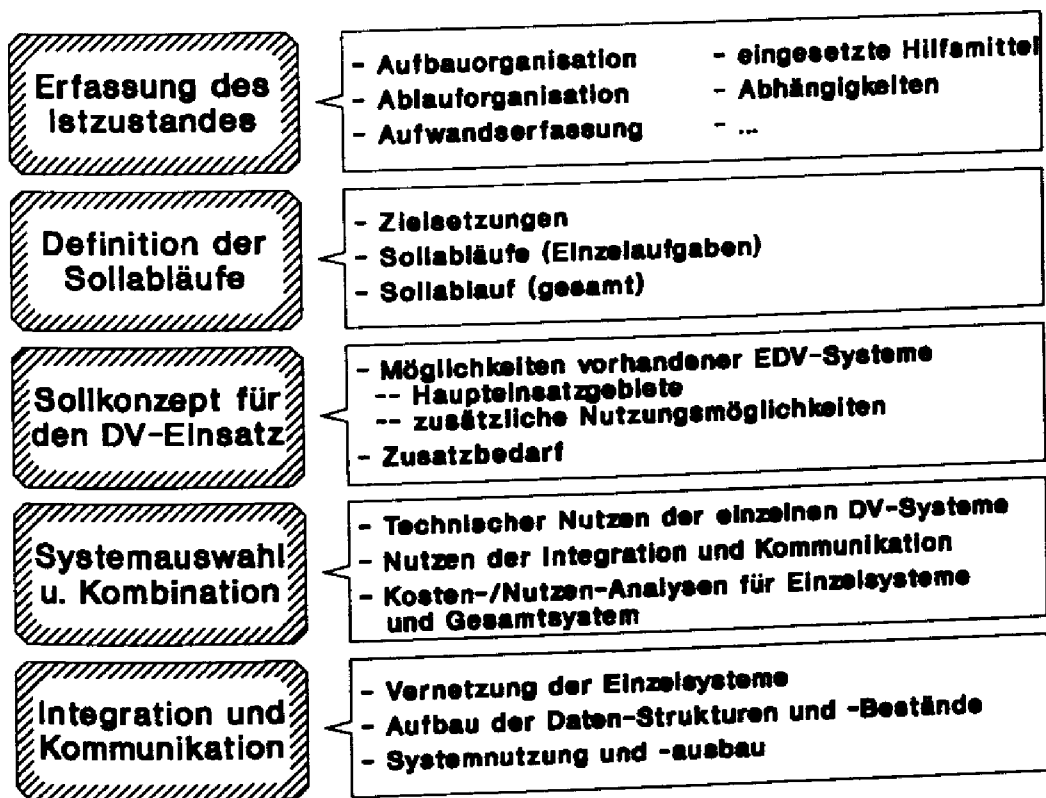 Erfassung des
Istzustandes
- Aufbauorganisation - eingesetzte Hilfsmittel
- Ablauforganisation - Abhängigkeiten
- Aufwandserfassung - ...
Definition der
Sollabläufe
- Zielsetzungen
- Sollabläufe (Einzelaufgaben)
- Sollablauf (gesamt)
Sollkonzept für
den DV-Einsatz
- Möglichkeiten vorhandener EDV-Systeme
-- Haupteinsatzgebiete
-- zusätzliche Nutzungsmöglichkeiten
- Zusatzbedarf
Systemauswahl
u. Kombination
- Technischer Nutzen der einzelnen DV-Systeme
- Nutzen der Integration und Kommunikation
- Kosten-/Nutzen-Analysen für Einzelsysteme
und Gesamtsystem
Integration und
Kommunikation
- Vernetzung der Einzelsysteme
- Aufbau der Daten-Strukturen und -Bestände
- Systemnutzung und -ausbau